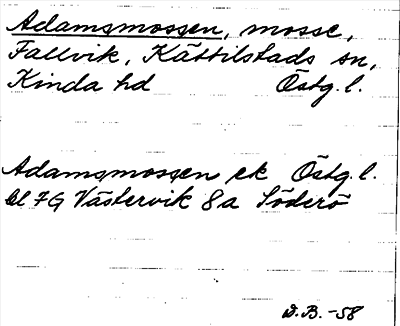 Adamsmossen, mosse,
Fallvik, Kättilstads sn,
Kinda hd Östg. l.
Adamsmossen ek Östg. l.
bl 7G Västervik 8a Söderö
D.B. -58